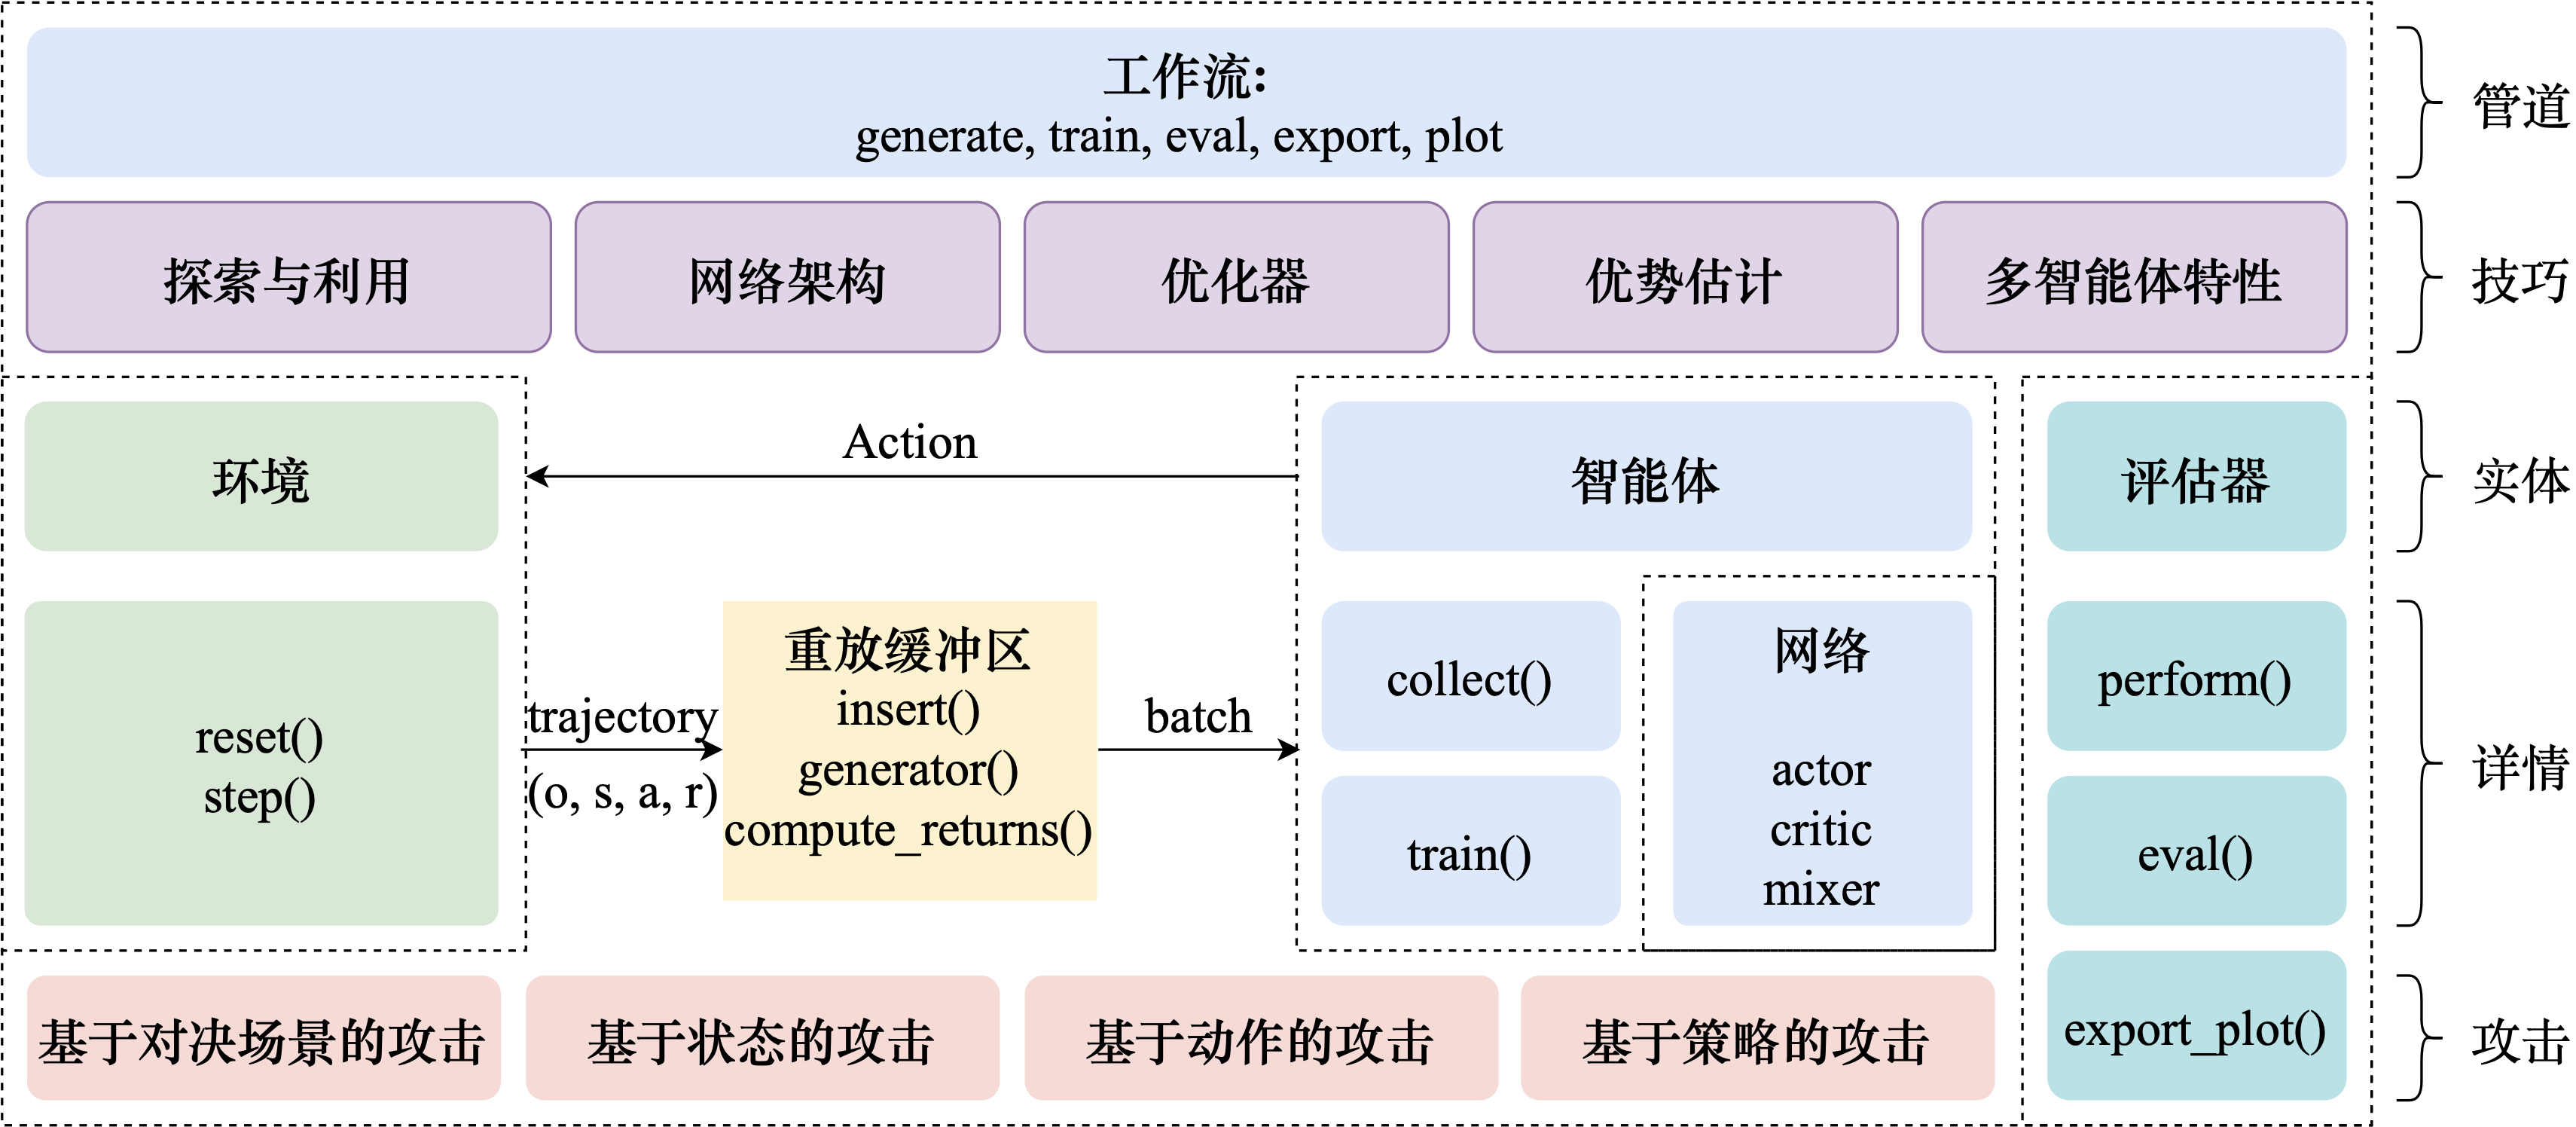 工作流:
generate, train, eval, export, plot
管道
探索与利用
网络架构
优化器
优势估计
多智能体特性
技巧
环境
Action
智能体
评估器
实体
reset()
step()
trajectory
(o, s, a, r)
重放缓冲区
insert()
generator()
compute_returns()
batch
collect()
train()
网络
actor
critic
mixer
perform()
eval()
详情
基于对决场景的攻击
基于状态的攻击
基于动作的攻击
基于策略的攻击
export_plot()
攻击